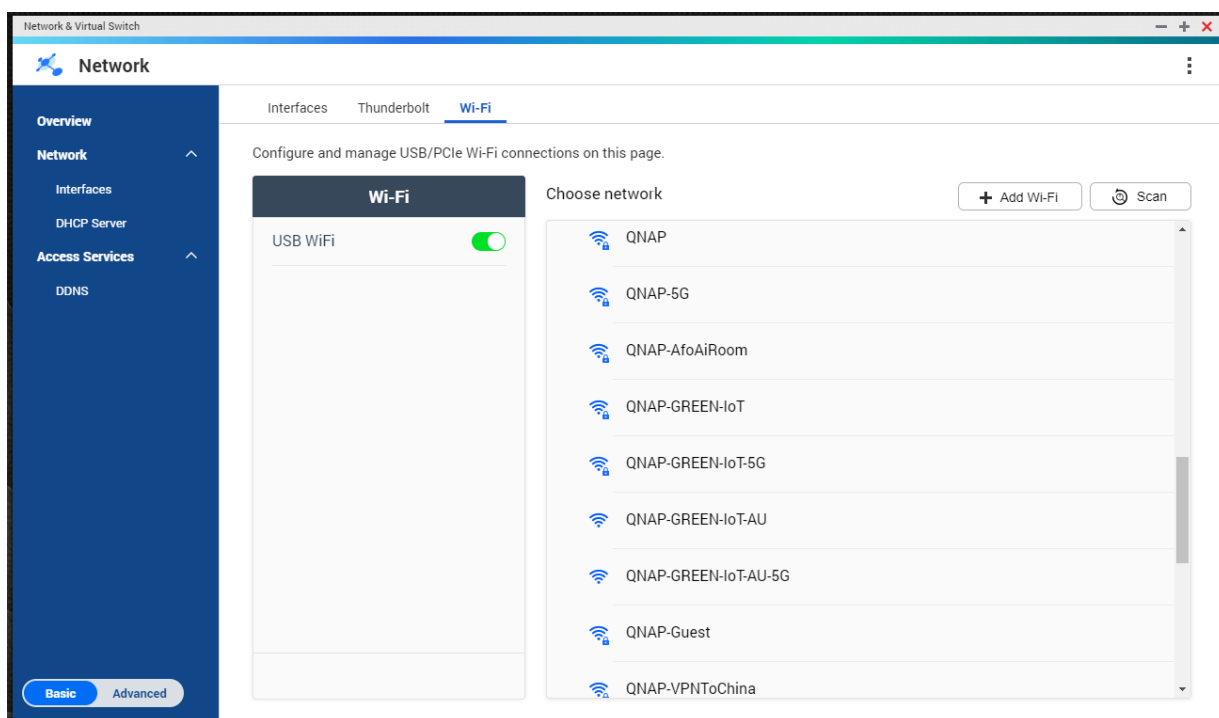 Network & Virtual Switch
Network
Overview
Network
Interfaces
DHCP Server
Access Services
DDNS
Basic Advanced
Interfaces Thunderbolt Wi-Fi
Configure and manage USB/PCIe Wi-Fi connections on this page.
Wi-Fi
USB WiFi
Choose network
+ Add Wi-Fi Scan
QNAP
QNAP-5G
QNAP-AfoAiRoom
QNAP-GREEN-IoT
QNAP-GREEN-IoT-5G
QNAP-GREEN-IoT-AU
QNAP-GREEN-IoT-AU-5G
QNAP-Guest
QNAP-VPNToChina